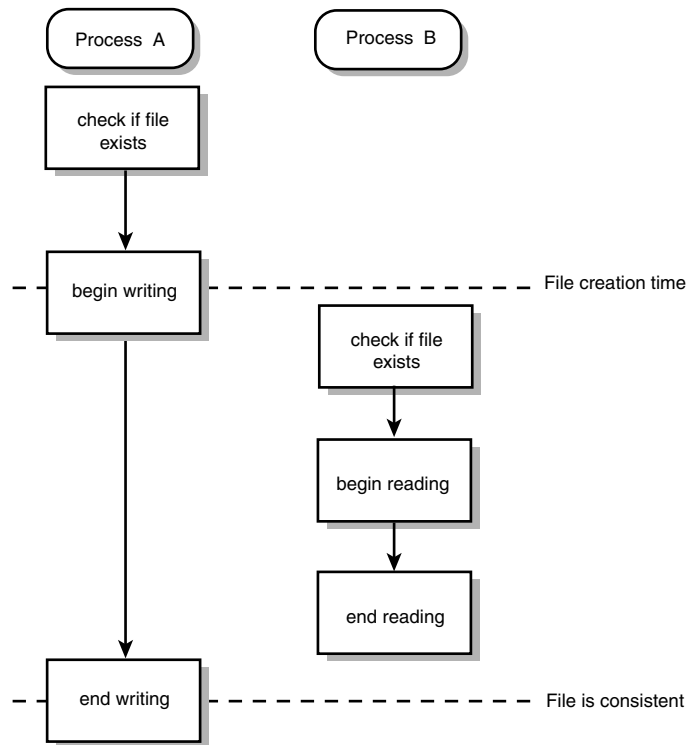 Process A
Process B
check if file
exists
begin writing
File creation time
check if file
exists
begin reading
end reading
end writing
File is consistent